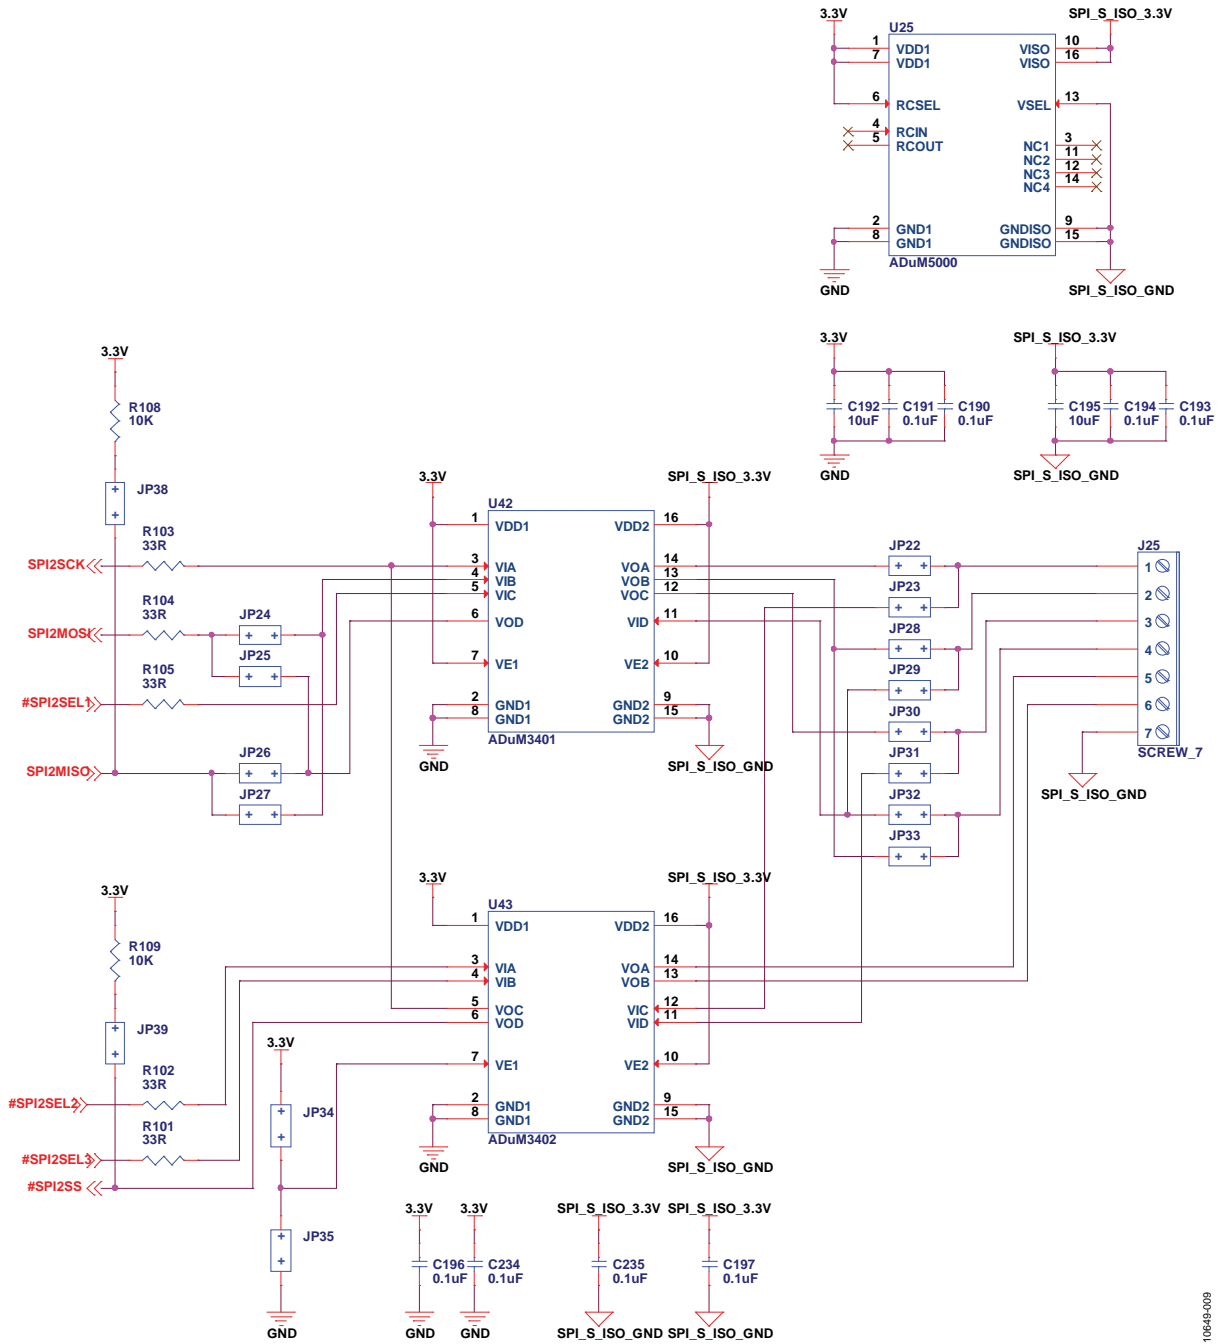 3.3V
SPI_S_ISO_3.3V
U25
1 VDD1 VISO 10
7 VDD1 VISO 16
6 RCSEL VSEL 13
4 RCIN
5 RCOUT NC1 3
NC2 11
NC3 12
NC4 14
2 GND1 GNDISO 9
8 GND1 GNDISO 15
ADuM5000
GND
SPI_S_ISO_GND
3.3V
SPI_S_ISO_3.3V
C192 10uF
C191 0.1uF
C190 0.1uF
C195 10uF
C194 0.1uF
C193 0.1uF
GND
SPI_S_ISO_GND
3.3V
R108
10K
JP38
R103
33R
SPI2SCK
R104
33R
SPI2MOSI
JP24
JP25
R105
33R
#SPI2SEL1
SPI2MISO
JP26
JP27
3.3V
SPI_S_ISO_3.3V
U42
1 VDD1 VDD2 16
3 VIA VOA 14
4 VIB VOB 13
5 VIC VOC 12
6 VOD VID 11
7 VE1 VE2 10
2 GND1 GND2 9
8 GND1 GND2 15
ADuM3401
GND
SPI_S_ISO_GND
JP22
JP23
JP28
JP29
JP30
JP31
JP32
JP33
J25
1
2
3
4
5
6
7
SCREW_7
SPI_S_ISO_GND
3.3V
R109
10K
JP39
R102
33R
#SPI2SEL2
R101
33R
#SPI2SEL3
#SPI2SS
3.3V
JP34
JP35
GND
3.3V
SPI_S_ISO_3.3V
U43
1 VDD1 VDD2 16
3 VIA VOA 14
4 VIB VOB 13
5 VOC VIC 12
6 VOD VID 11
7 VE1 VE2 10
2 GND1 GND2 9
8 GND1 GND2 15
ADuM3402
GND
SPI_S_ISO_GND
3.3V
3.3V
SPI_S_ISO_3.3V
SPI_S_ISO_3.3V
C196 0.1uF
C234 0.1uF
C235 0.1uF
C197 0.1uF
GND
GND
SPI_S_ISO_GND
SPI_S_ISO_GND
10649-009